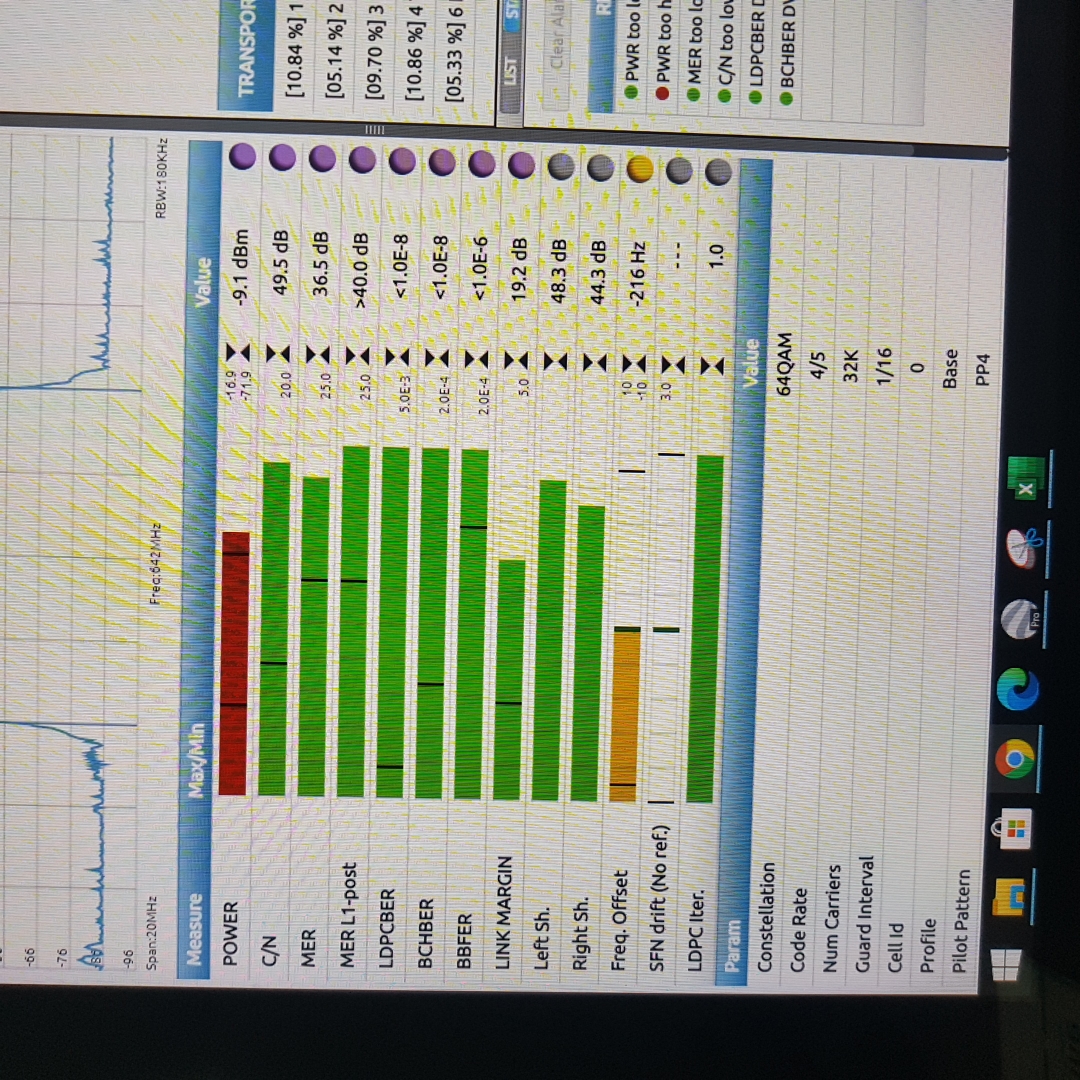 -66
-76
-86
-96
Span:20MHz Freq:642MHz RBW:180KHz
Measure Max/Min Value
POWER -16.9 -71.9 -9.1 dBm
C/N 20.0 49.5 dB
MER 25.0 36.5 dB
MER L1-post 25.0 >40.0 dB
LDPCBER 5.0E-3 <1.0E-8
BCHBER 2.0E-4 <1.0E-8
BBFER 2.0E-4 <1.0E-6
LINK MARGIN 5.0 19.2 dB
Left Sh. 48.3 dB
Right Sh. 44.3 dB
Freq. Offset 10 -10 -216 Hz
SFN drift (No ref.) 3.0 ---
LDPC Iter. 1.0
Param Value
Constellation 64QAM
Code Rate 4/5
Num Carriers 32K
Guard Interval 1/16
Cell Id 0
Profile Base
Pilot Pattern PP4
TRANSPOR
[10.84 %] 1
[05.14 %] 2
[09.70 %] 3
[10.86 %] 4
[05.33 %] 6
LIST
Clear Ala
PWR too l
PWR too h
MER too lo
C/N too lov
LDPCBER D
BCHBER DV
Pro
X